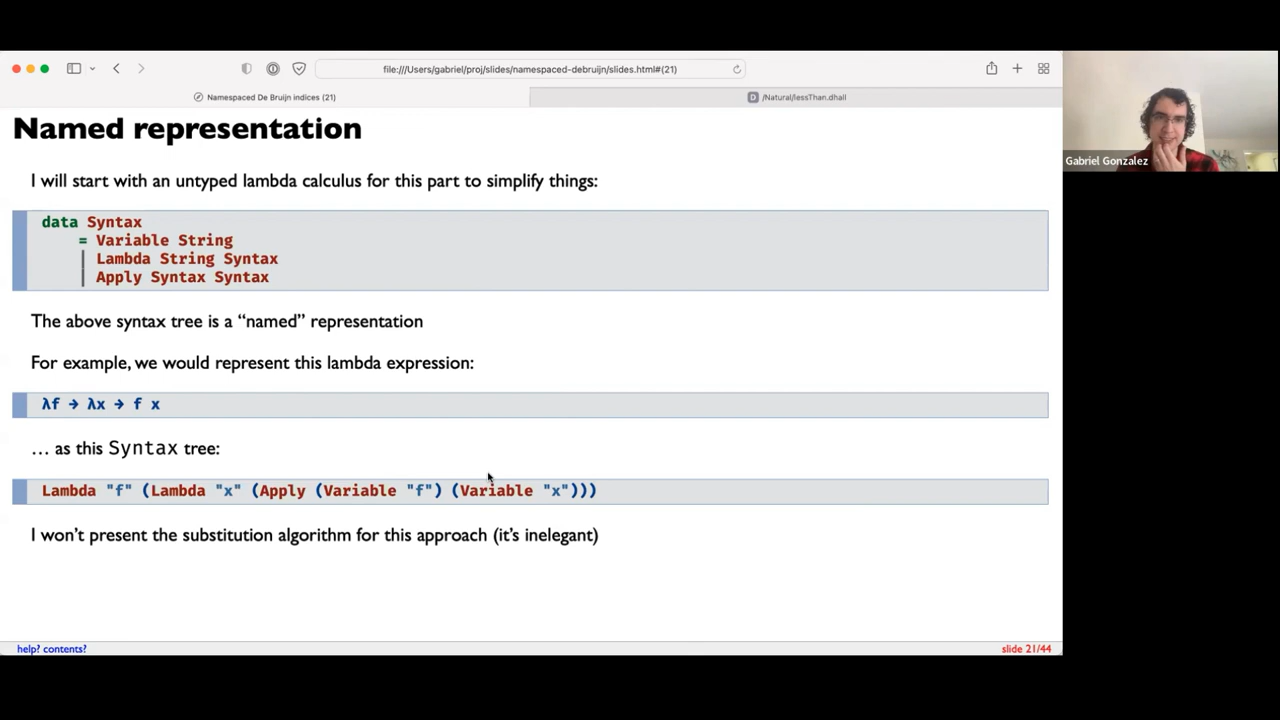 file:///Users/gabriel/proj/slides/namespaced-debruijn/slides.html#(21)
Namespaced De Bruijn indices (21)
/Natural/lessThan.dhall
Gabriel Gonzalez
Named representation
I will start with an untyped lambda calculus for this part to simplify things:
data Syntax
= Variable String
| Lambda String Syntax
| Apply Syntax Syntax
The above syntax tree is a “named” representation
For example, we would represent this lambda expression:
λf → λx → f x
… as this Syntax tree:
Lambda "f" (Lambda "x" (Apply (Variable "f") (Variable "x")))
I won’t present the substitution algorithm for this approach (it’s inelegant)
help? contents?
slide 21/44